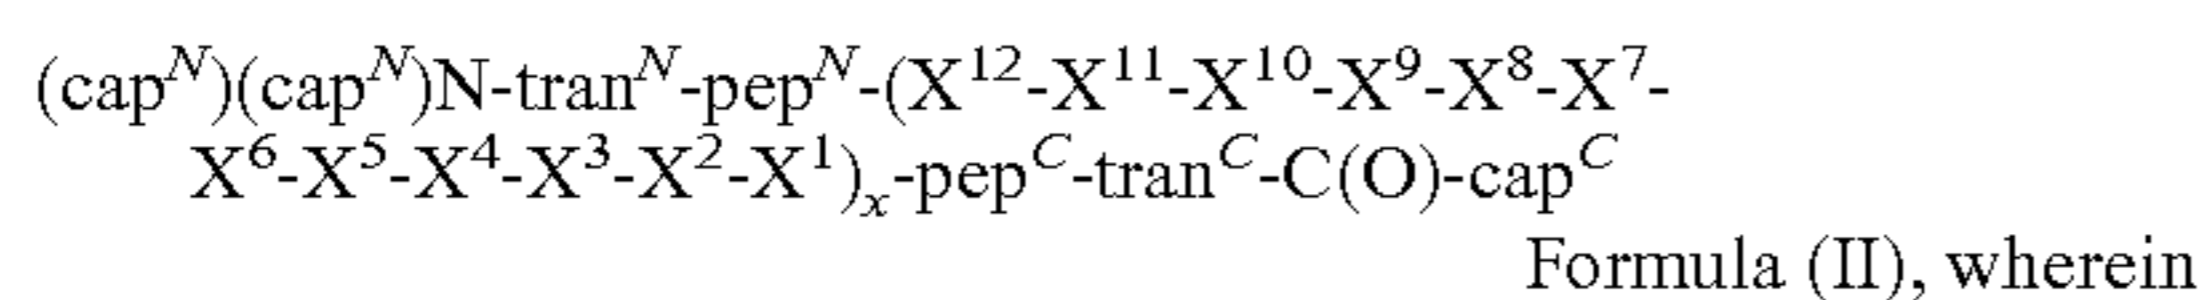 (cap^N)(cap^N)N-tran^N-pep^N-(X^12-X^11-X^10-X^9-X^8-X^7-
X^6-X^5-X^4-X^3-X^2-X^1)_x-pep^C-tran^C-C(O)-cap^C
Formula (II), wherein